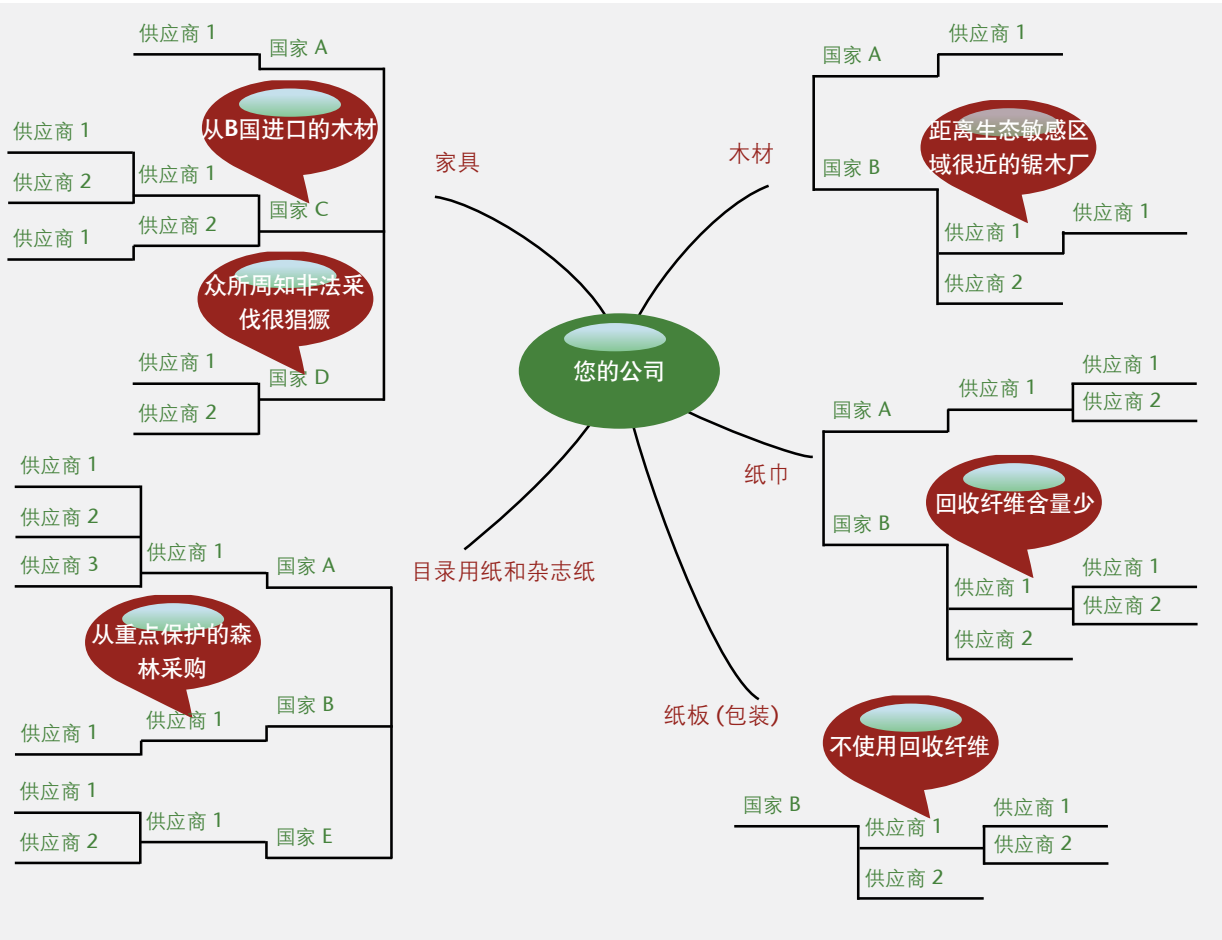 供应商 1
国家 A
从B国进口的木材
供应商 1
供应商 2
供应商 1
供应商 1
供应商 2
国家 C
众所周知非法采
伐很猖獗
供应商 1
供应商 2
国家 D
家具
木材
供应商 1
国家 A
距离生态敏感区
域很近的锯木厂
国家 B
供应商 1
供应商 1
供应商 2
您的公司
供应商 1
供应商 2
供应商 1
国家 A
纸巾
回收纤维含量少
国家 B
供应商 1
供应商 1
供应商 2
供应商 2
供应商 1
供应商 2
供应商 3
供应商 1
国家 A
目录用纸和杂志纸
从重点保护的森
林采购
国家 B
供应商 1
供应商 1
供应商 1
供应商 2
供应商 1
国家 E
纸板 (包装)
不使用回收纤维
国家 B
供应商 1
供应商 1
供应商 2
供应商 2